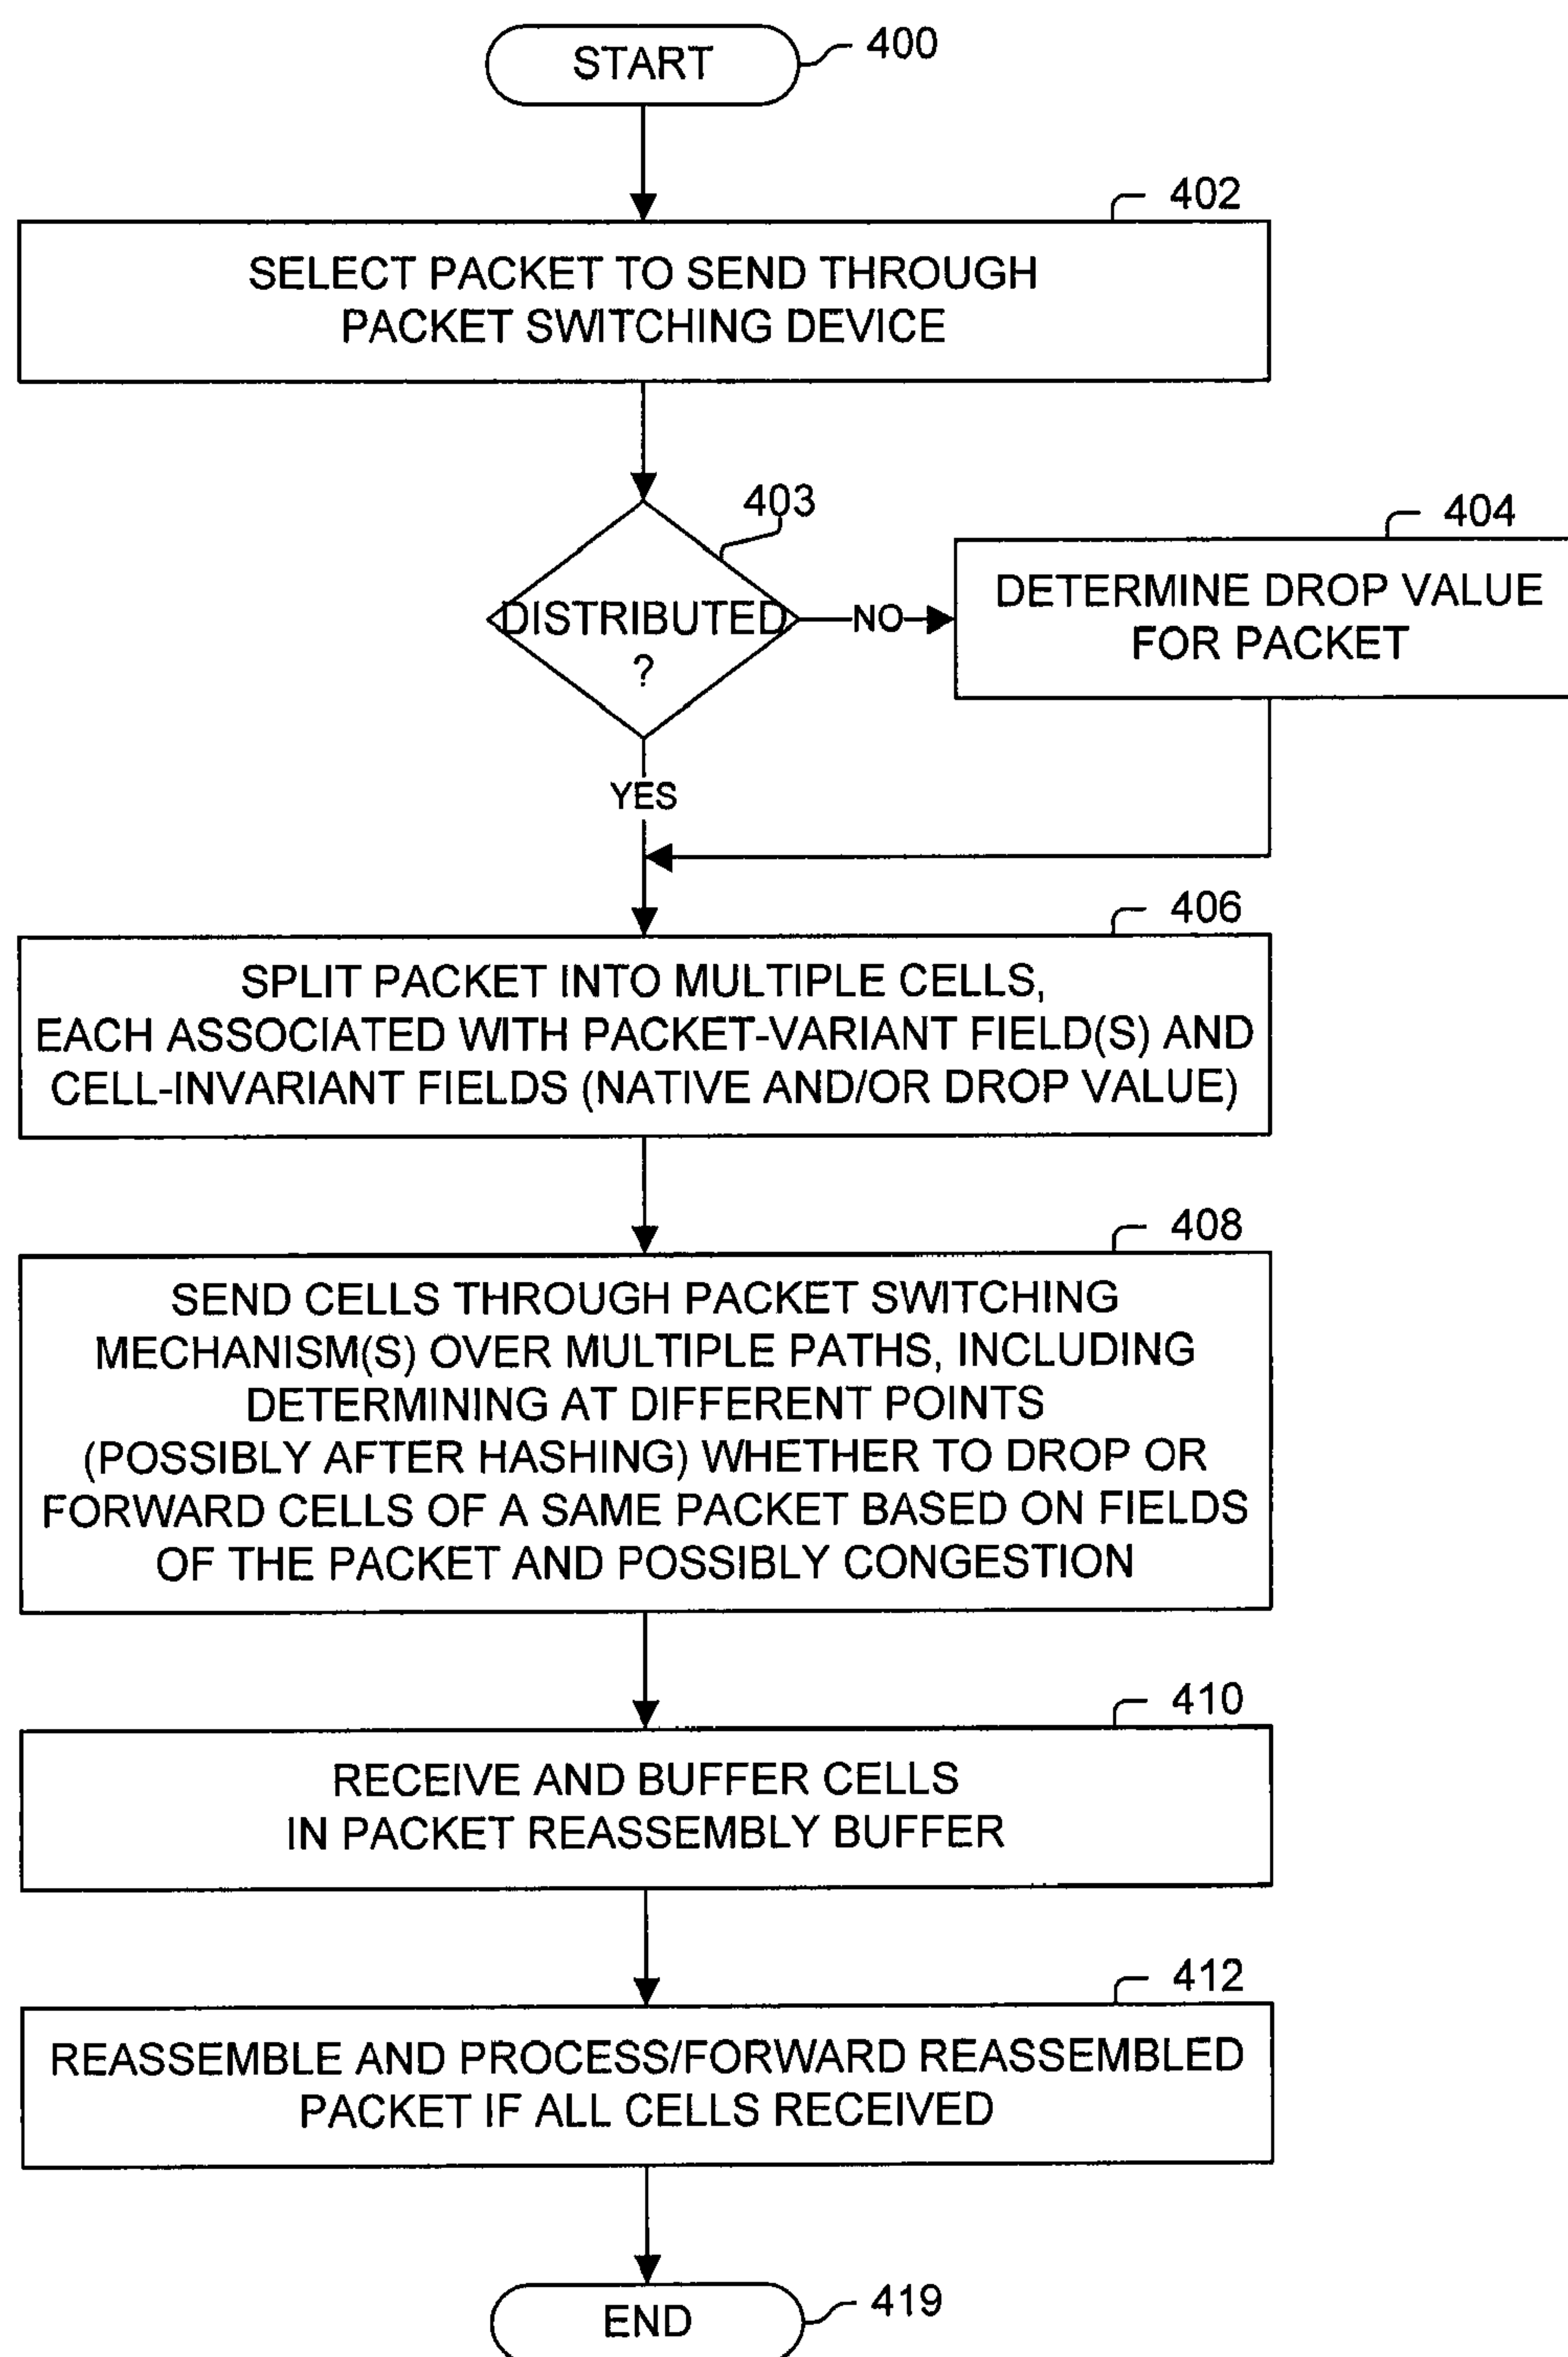 START
400
402
SELECT PACKET TO SEND THROUGH
PACKET SWITCHING DEVICE
403
404
DISTRIBUTED
?
NO
DETERMINE DROP VALUE
FOR PACKET
YES
406
SPLIT PACKET INTO MULTIPLE CELLS,
EACH ASSOCIATED WITH PACKET-VARIANT FIELD(S) AND
CELL-INVARIANT FIELDS (NATIVE AND/OR DROP VALUE)
408
SEND CELLS THROUGH PACKET SWITCHING
MECHANISM(S) OVER MULTIPLE PATHS, INCLUDING
DETERMINING AT DIFFERENT POINTS
(POSSIBLY AFTER HASHING) WHETHER TO DROP OR
FORWARD CELLS OF A SAME PACKET BASED ON FIELDS
OF THE PACKET AND POSSIBLY CONGESTION
410
RECEIVE AND BUFFER CELLS
IN PACKET REASSEMBLY BUFFER
412
REASSEMBLE AND PROCESS/FORWARD REASSEMBLED
PACKET IF ALL CELLS RECEIVED
END
419